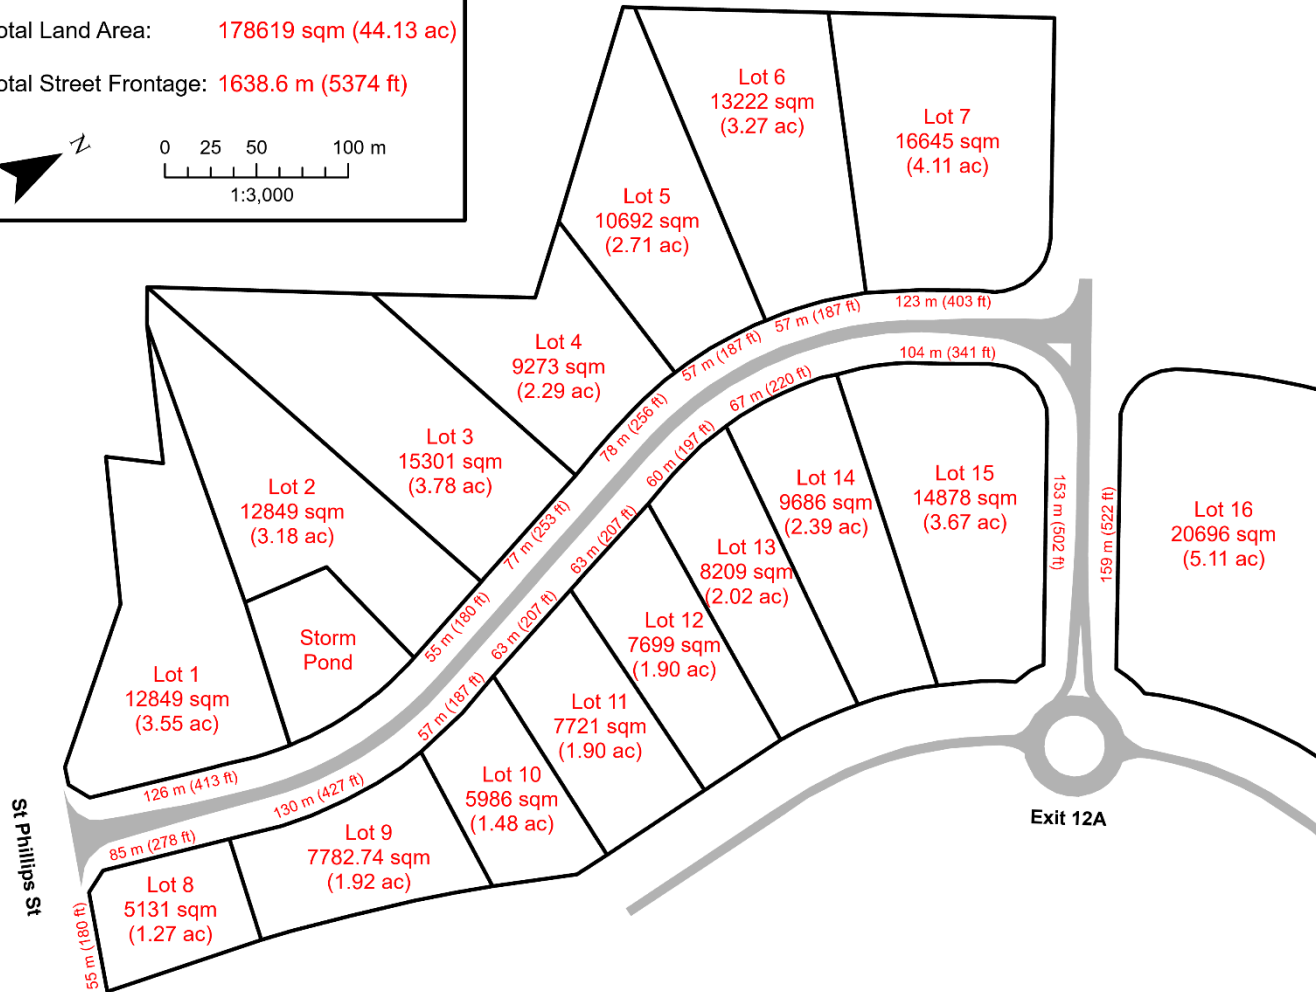 otal Land Area: 178619 sqm (44.13 ac)
otal Street Frontage: 1638.6 m (5374 ft)
N
0 25 50 100 m
1:3,000
Lot 6
13222 sqm
(3.27 ac)
Lot 7
16645 sqm
(4.11 ac)
Lot 5
10692 sqm
(2.71 ac)
Lot 4
9273 sqm
(2.29 ac)
Lot 3
15301 sqm
(3.78 ac)
Lot 2
12849 sqm
(3.18 ac)
Storm
Pond
Lot 1
12849 sqm
(3.55 ac)
126 m (413 ft)
55 m (180 ft)
77 m (253 ft)
78 m (256 ft)
57 m (187 ft)
57 m (187 ft)
123 m (403 ft)
85 m (278 ft)
130 m (427 ft)
57 m (187 ft)
63 m (207 ft)
63 m (207 ft)
60 m (197 ft)
67 m (220 ft)
104 m (341 ft)
153 m (502 ft)
159 m (522 ft)
55 m (180 ft)
Lot 8
5131 sqm
(1.27 ac)
Lot 9
7782.74 sqm
(1.92 ac)
Lot 10
5986 sqm
(1.48 ac)
Lot 11
7721 sqm
(1.90 ac)
Lot 12
7699 sqm
(1.90 ac)
Lot 13
8209 sqm
(2.02 ac)
Lot 14
9686 sqm
(2.39 ac)
Lot 15
14878 sqm
(3.67 ac)
Lot 16
20696 sqm
(5.11 ac)
St Phillips St
Exit 12A